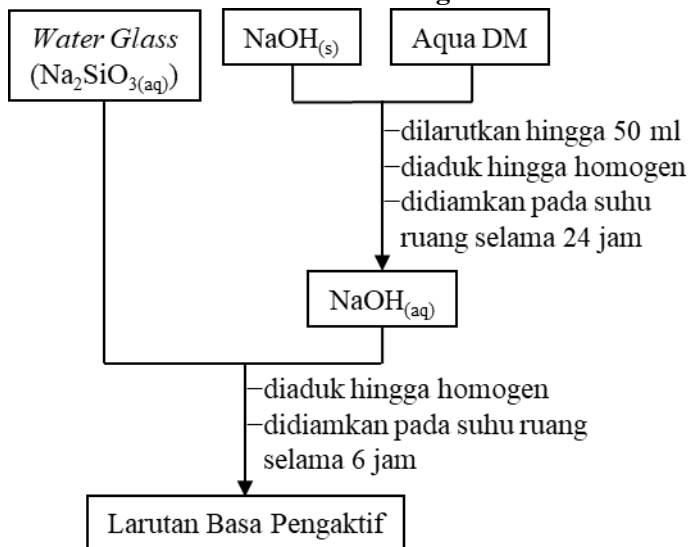 Water Glass
(Na₂SiO₃₍aq₎)
NaOH₍s₎
Aqua DM
dilarutkan hingga 50 ml
diaduk hingga homogen
didiamkan pada suhu
ruang selama 24 jam
NaOH₍aq₎
diaduk hingga homogen
didiamkan pada suhu ruang
selama 6 jam
Larutan Basa Pengaktif